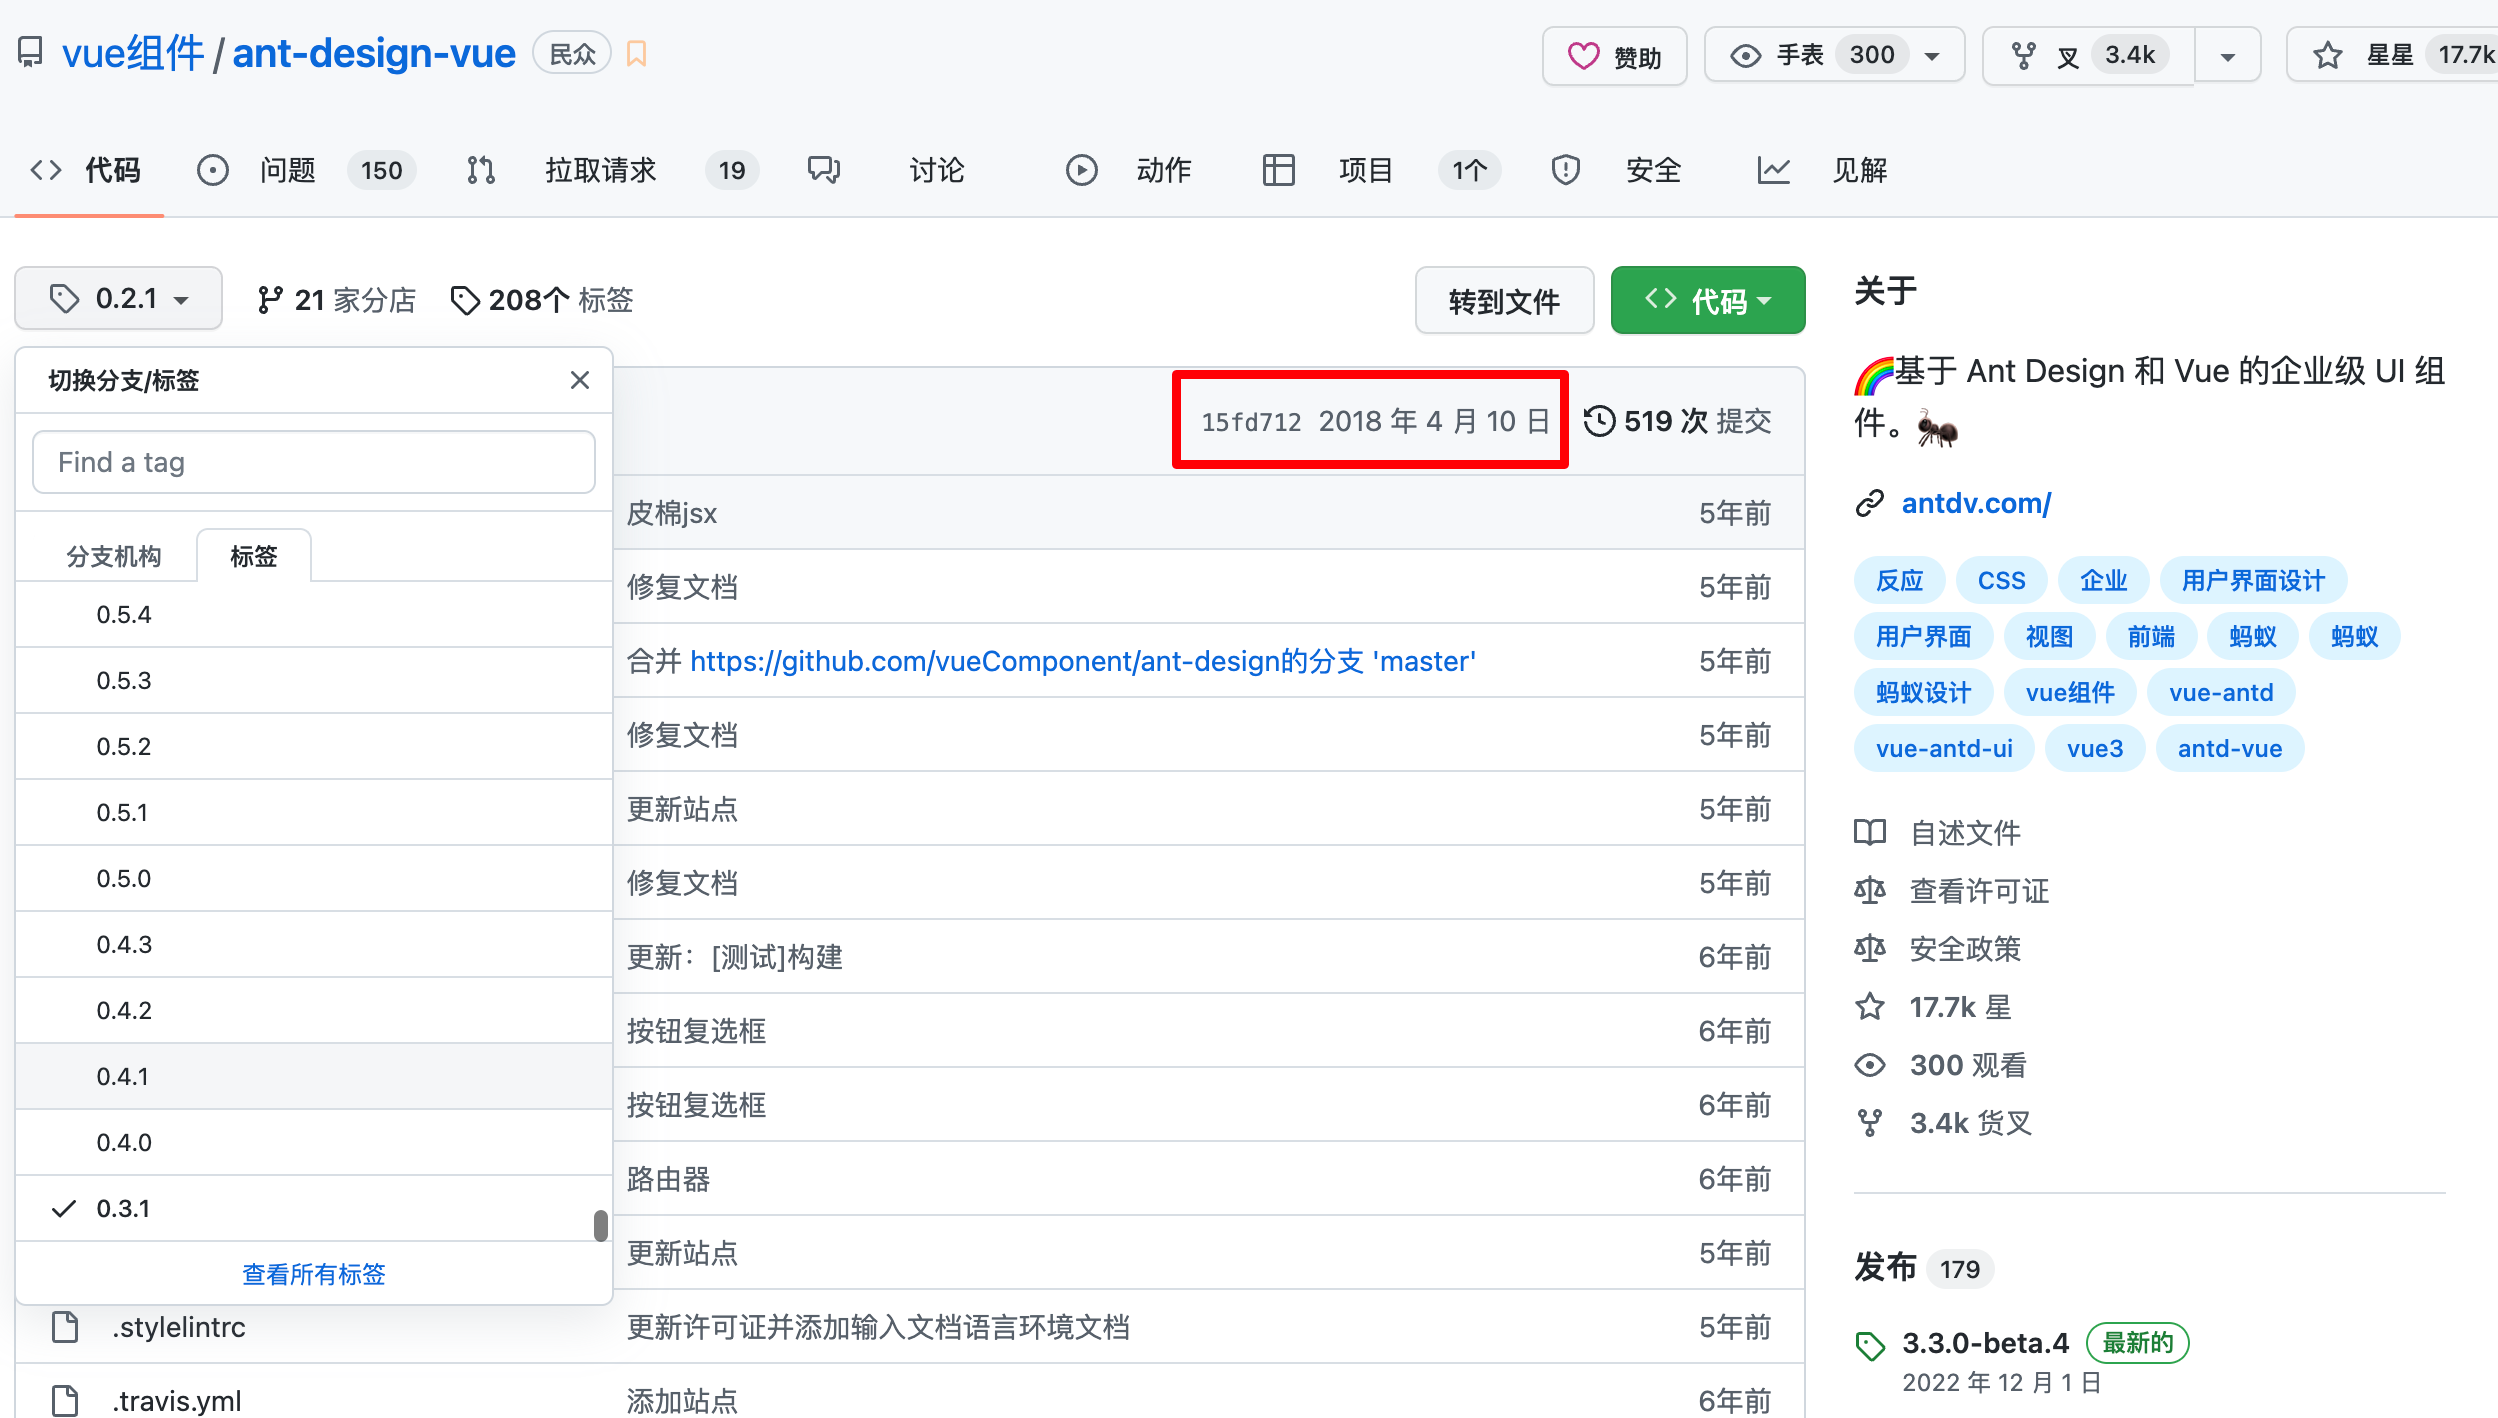 vue组件 / ant-design-vue 民众
赞助
手表 300
叉 3.4k
星星 17.7k
代码
问题 150
拉取请求 19
讨论
动作
项目 1个
安全
见解
0.2.1
21 家分店
208个 标签
转到文件
代码
切换分支/标签
Find a tag
分支机构
标签
0.5.4
0.5.3
0.5.2
0.5.1
0.5.0
0.4.3
0.4.2
0.4.1
0.4.0
0.3.1
查看所有标签
15fd712 2018 年 4 月 10 日
519 次 提交
皮棉jsx 5年前
修复文档 5年前
合并 https://github.com/vueComponent/ant-design的分支 'master' 5年前
修复文档 5年前
更新站点 5年前
修复文档 5年前
更新：[测试]构建 6年前
按钮复选框 6年前
按钮复选框 6年前
路由器 6年前
更新站点 5年前
.stylelintrc 更新许可证并添加输入文档语言环境文档 5年前
.travis.yml 添加站点 6年前
关于
🌈基于 Ant Design 和 Vue 的企业级 UI 组
件。🐜
antdv.com/
反应 CSS 企业 用户界面设计
用户界面 视图 前端 蚂蚁 蚂蚁
蚂蚁设计 vue组件 vue-antd
vue-antd-ui vue3 antd-vue
自述文件
查看许可证
安全政策
17.7k 星
300 观看
3.4k 货叉
发布 179
3.3.0-beta.4 最新的
2022 年 12 月 1 日